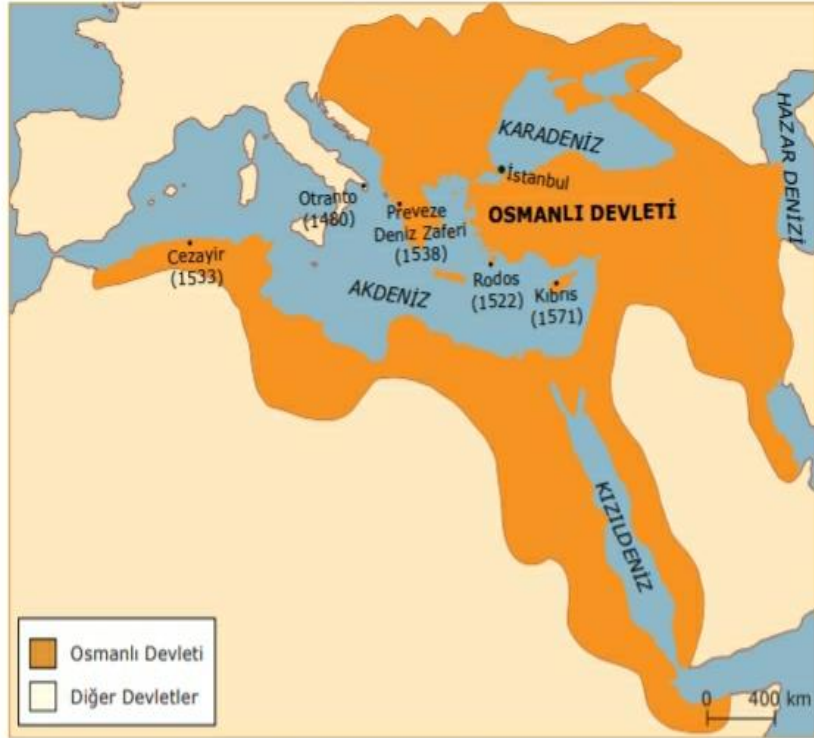 KARADENİZ
HAZAR DENİZİ
İstanbul
OSMANLI DEVLETİ
Otranto
(1480)
Preveze
Deniz Zaferi
(1538)
Cezayir
(1533)
AKDENİZ
Rodos
(1522)
Kıbrıs
(1571)
KIZILDENİZ
Osmanlı Devleti
Diğer Devletler
0 400 km